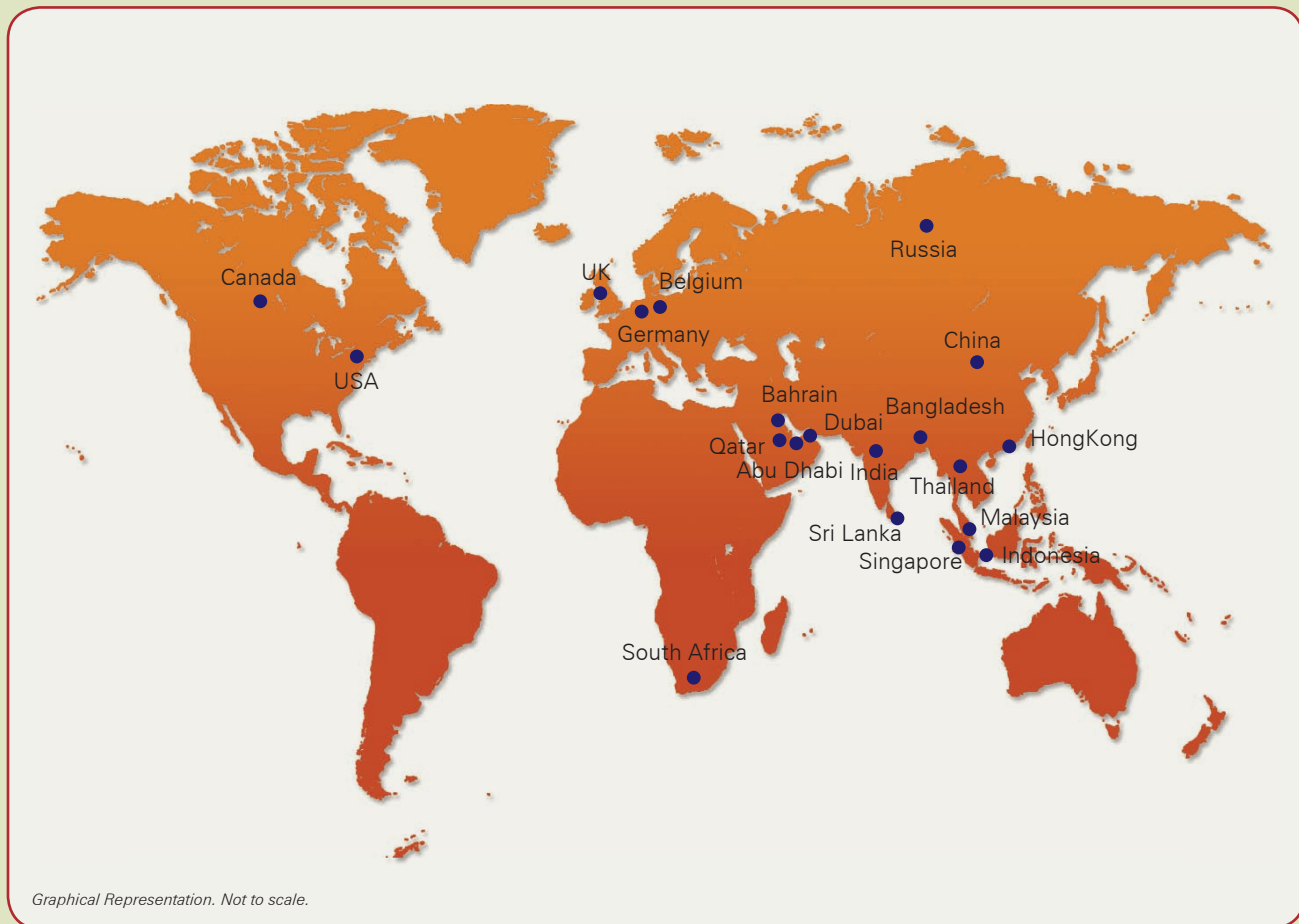 Russia
Canada
UK
Belgium
Germany
China
USA
Bahrain
Bangladesh
Dubai
HongKong
Qatar
Abu Dhabi
India
Thailand
Malaysia
Sri Lanka
Singapore
Indonesia
South Africa
Graphical Representation. Not to scale.